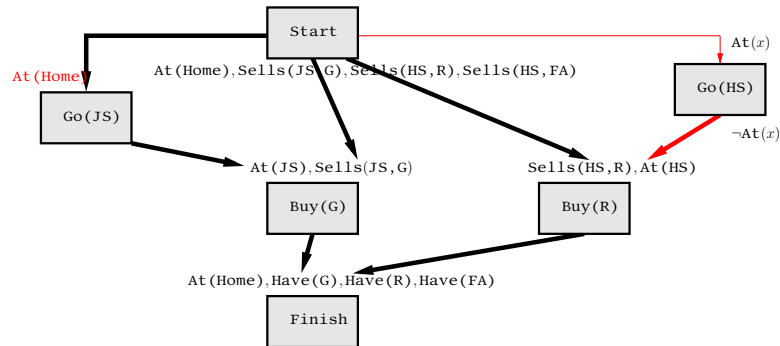 Start
At(x)
At(Home),Sells(JS,G),Sells(HS,R),Sells(HS,FA)
At(Home)
Go(HS)
Go(JS)
¬At(x)
At(JS),Sells(JS,G)
Sells(HS,R),At(HS)
Buy(G)
Buy(R)
At(Home),Have(G),Have(R),Have(FA)
Finish